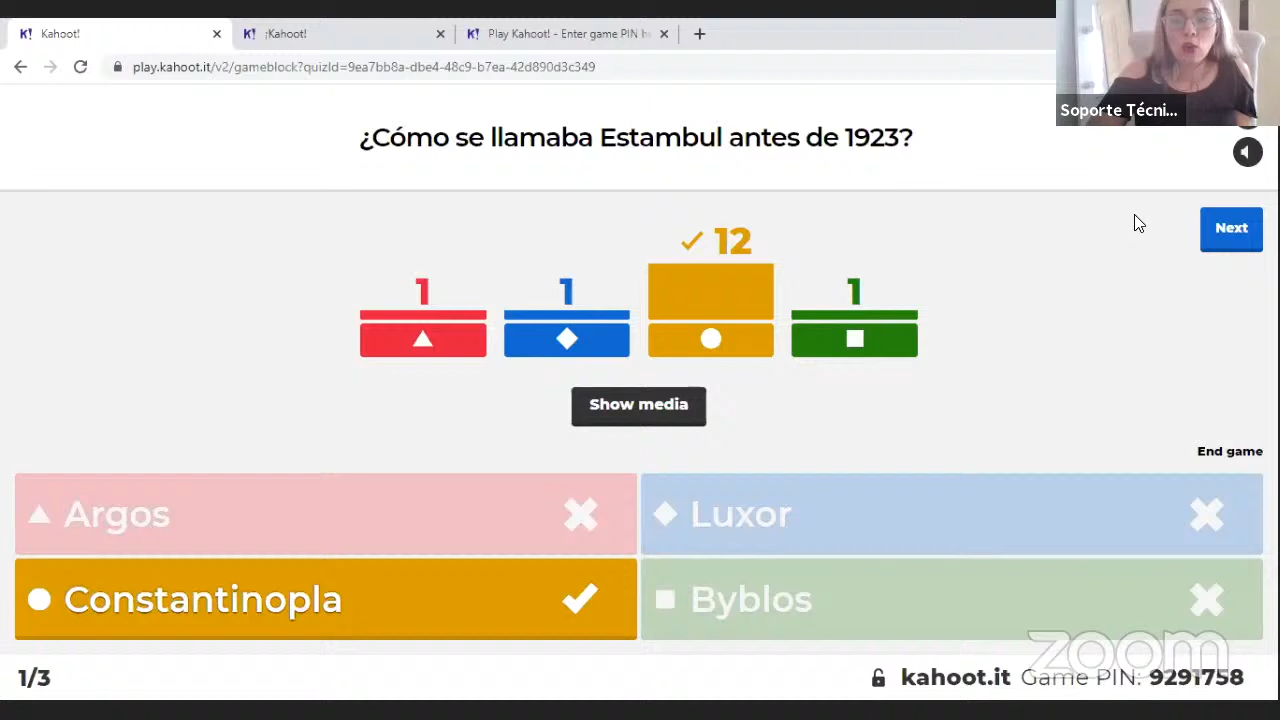 Kahoot!
¡Kahoot!
Play Kahoot! - Enter game PIN
play.kahoot.it/v2/gameblock?quizId=9ea7bb8a-dbe4-48c9-b7ea-42d890d3c349
Soporte Técni...
¿Cómo se llamaba Estambul antes de 1923?
Next
1
1
12
1
Show media
End game
Argos
Luxor
Constantinopla
Byblos
zoom
1/3
kahoot.it Game PIN: 9291758